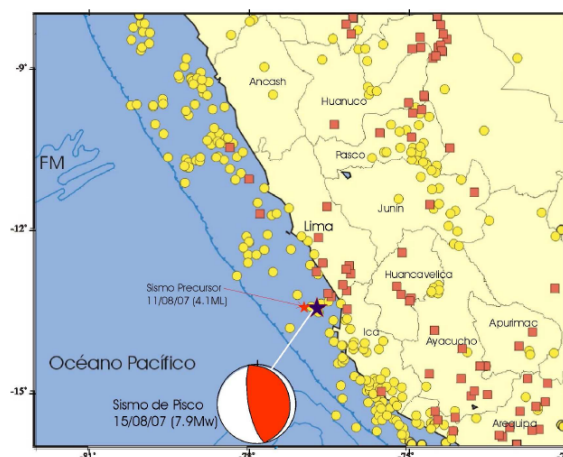 -9°
Ancash
Huanuco
FM
Pasco
Junin
-12°
Lima
Sismo Precursor
11/08/07 (4.1ML)
Huancavelica
Ica
Apurimac
Ayacucho
Océano Pacífico
-15°
Sismo de Pisco
15/08/07 (7.9Mw)
Arequipa